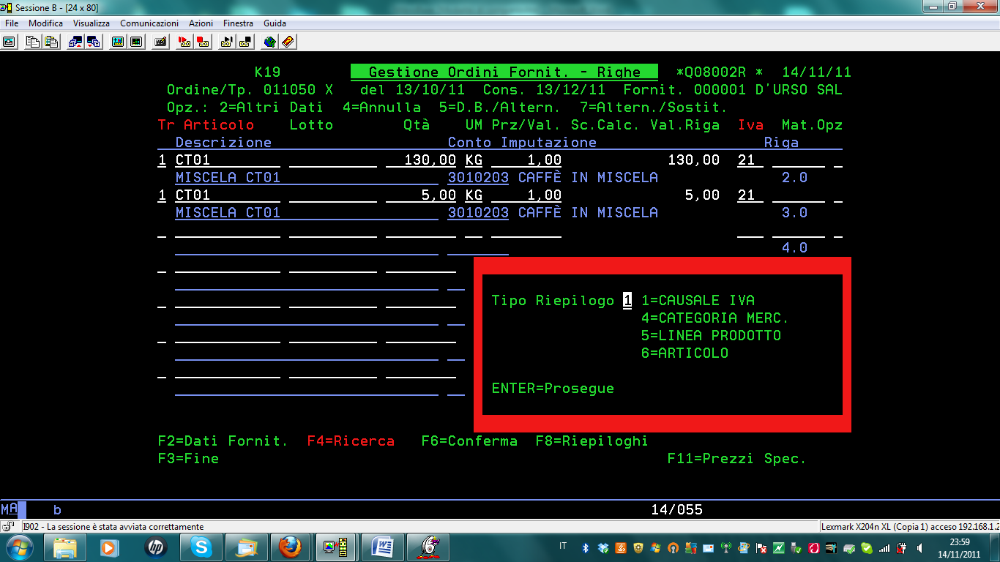 Sessione B - [24 x 80]
File Modifica Visualizza Comunicazioni Azioni Finestra Guida
K19 Gestione Ordini Fornit. - Righe *Q08002R * 14/11/11
Ordine/Tp. 011050 X del 13/10/11 Cons. 13/12/11 Fornit. 000001 D'URSO SAL
Opz.: 2=Altri Dati 4=Annulla 5=D.B./Altern. 7=Altern./Sostit.
Tr Articolo Lotto Qtà UM Prz/Val. Sc.Calc. Val.Riga Iva Mat.Opz
Descrizione Conto Imputazione Riga
1 CT01 130,00 KG 1,00 130,00 21
MISCELA CT01 3010203 CAFFÈ IN MISCELA 2.0
1 CT01 5,00 KG 1,00 5,00 21
MISCELA CT01 3010203 CAFFÈ IN MISCELA 3.0
4.0
Tipo Riepilogo 1 1=CAUSALE IVA
4=CATEGORIA MERC.
5=LINEA PRODOTTO
6=ARTICOLO
ENTER=Prosegue
F2=Dati Fornit. F4=Ricerca F6=Conferma F8=Riepiloghi
F3=Fine F11=Prezzi Spec.
MA b 14/055
I902 - La sessione è stata avviata correttamente Lexmark X204n XL (Copia 1) acceso 192.168.1.2
IT 23:59
14/11/2011